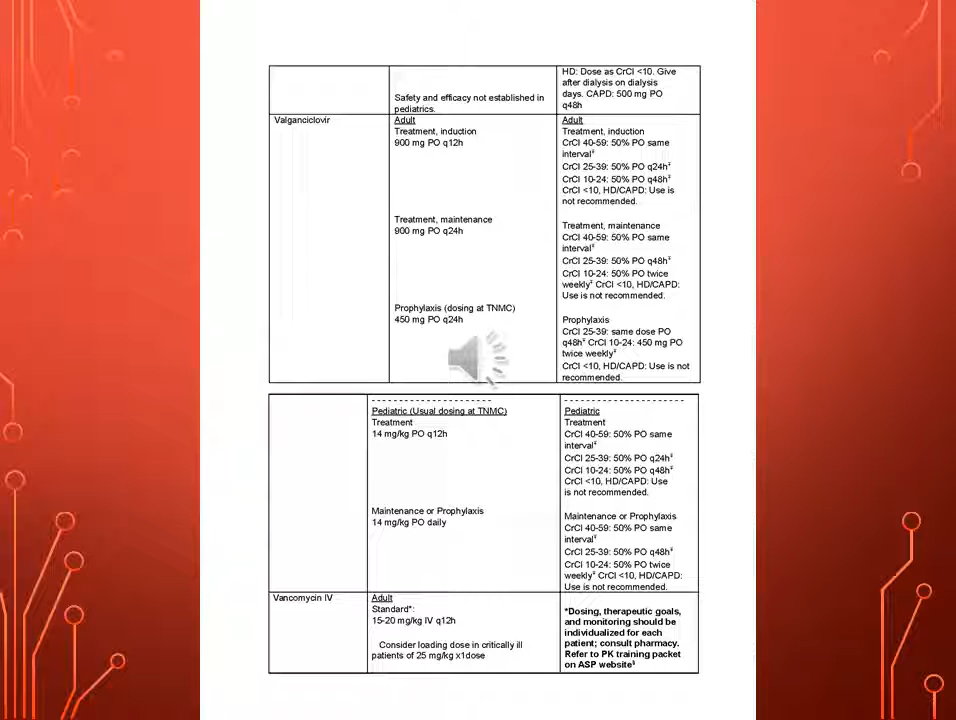 HD: Dose as CrCl <10. Give
after dialysis on dialysis
days. CAPD: 500 mg PO
q48h
Safety and efficacy not established in
pediatrics.
Valganciclovir
Adult
Treatment, induction
900 mg PO q12h
Treatment, maintenance
900 mg PO q24h
Prophylaxis (dosing at TNMC)
450 mg PO q24h
Adult
Treatment, induction
CrCl 40-59: 50% PO same
interval‡
CrCl 25-39: 50% PO q24h‡
CrCl 10-24: 50% PO q48h‡
CrCl <10, HD/CAPD: Use is
not recommended.
Treatment, maintenance
CrCl 40-59: 50% PO same
interval‡
CrCl 25-39: 50% PO q48h‡
CrCl 10-24: 50% PO twice
weekly‡ CrCl <10, HD/CAPD:
Use is not recommended.
Prophylaxis
CrCl 25-39: same dose PO
q48h‡ CrCl 10-24: 450 mg PO
twice weekly‡
CrCl <10, HD/CAPD: Use is not
recommended.
Pediatric (Usual dosing at TNMC)
Treatment
14 mg/kg PO q12h
Maintenance or Prophylaxis
14 mg/kg PO daily
Pediatric
Treatment
CrCl 40-59: 50% PO same
interval‡
CrCl 25-39: 50% PO q24h‡
CrCl 10-24: 50% PO q48h‡
CrCl <10, HD/CAPD: Use
is not recommended.
Maintenance or Prophylaxis
CrCl 40-59: 50% PO same
interval‡
CrCl 25-39: 50% PO q48h‡
CrCl 10-24: 50% PO twice
weekly‡ CrCl <10, HD/CAPD:
Use is not recommended.
Vancomycin IV
Adult
Standard*:
15-20 mg/kg IV q12h
Consider loading dose in critically ill
patients of 25 mg/kg x1dose
*Dosing, therapeutic goals,
and monitoring should be
individualized for each
patient; consult pharmacy.
Refer to PK training packet
on ASP website§